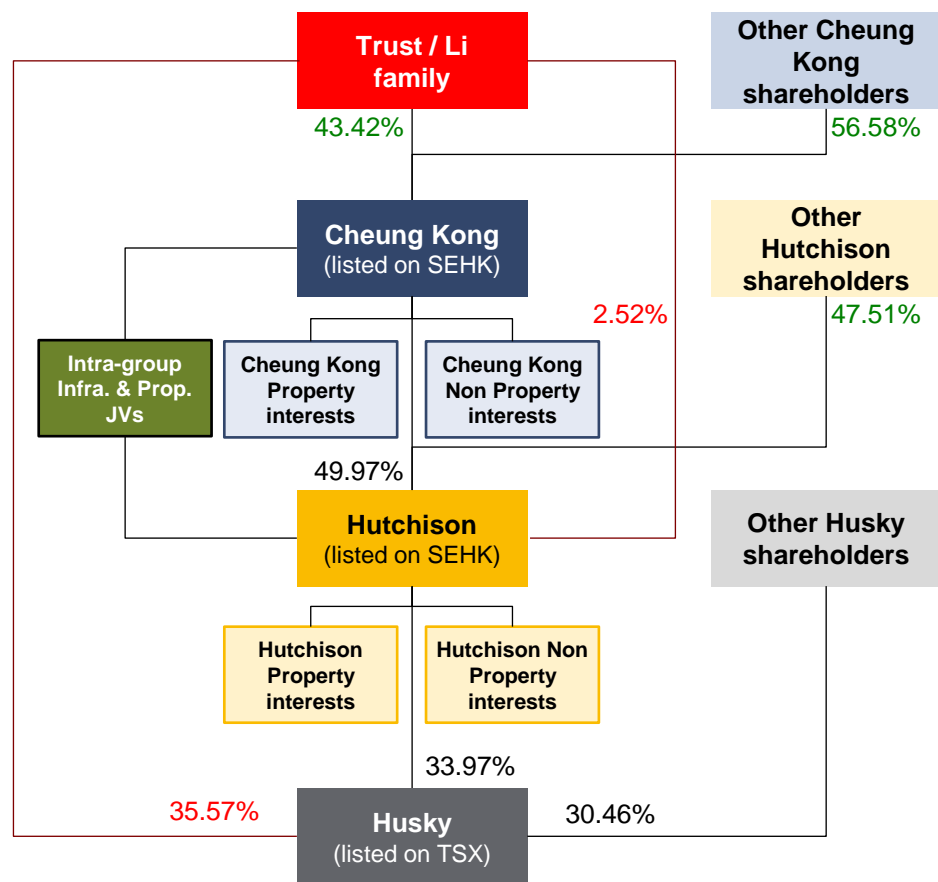 Trust / Li
family
Other Cheung
Kong
shareholders
43.42%
56.58%
Cheung Kong
(listed on SEHK)
Other
Hutchison
shareholders
2.52%
47.51%
Intra-group
Infra. & Prop.
JVs
Cheung Kong
Property
interests
Cheung Kong
Non Property
interests
49.97%
Hutchison
(listed on SEHK)
Other Husky
shareholders
Hutchison
Property
interests
Hutchison Non
Property
interests
33.97%
35.57%
Husky
(listed on TSX)
30.46%